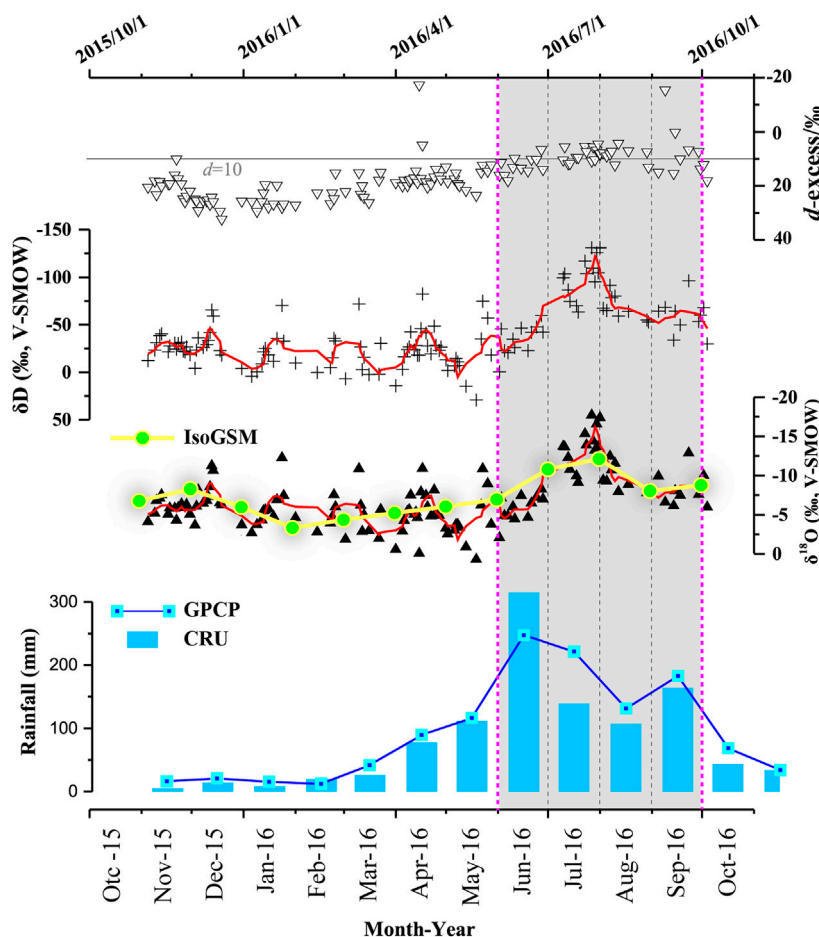 2015/10/1
2016/1/1
2016/4/1
2016/7/1
2016/10/1
-20
0
20
40
d-excess/‰
d=10
-150
-100
-50
0
50
δD (‰, V-SMOW)
-20
-15
-10
-5
0
δ18O (‰, V-SMOW)
IsoGSM
300
200
100
0
Rainfall (mm)
GPCP
CRU
Otc -15
Nov-15
Dec-15
Jan-16
Feb-16
Mar-16
Apr-16
May-16
Jun-16
Jul-16
Aug-16
Sep-16
Oct-16
Month-Year